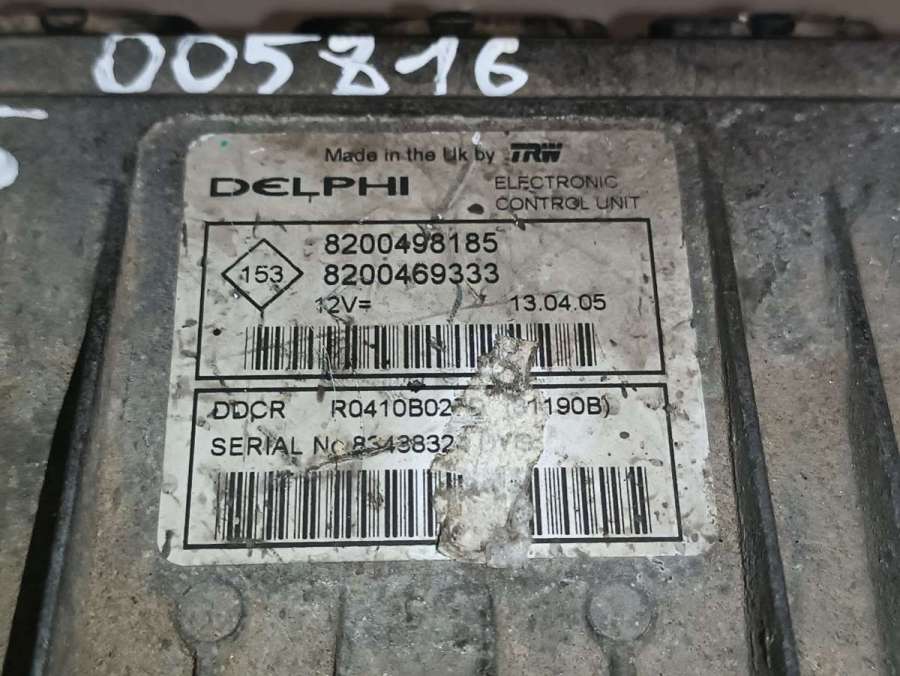 005816
Made in the Uk by TRW
DELPHI
ELECTRONIC
CONTROL UNIT
8200498185
153
8200469333
12V=
13.04.05
DDCR
SERIAL No